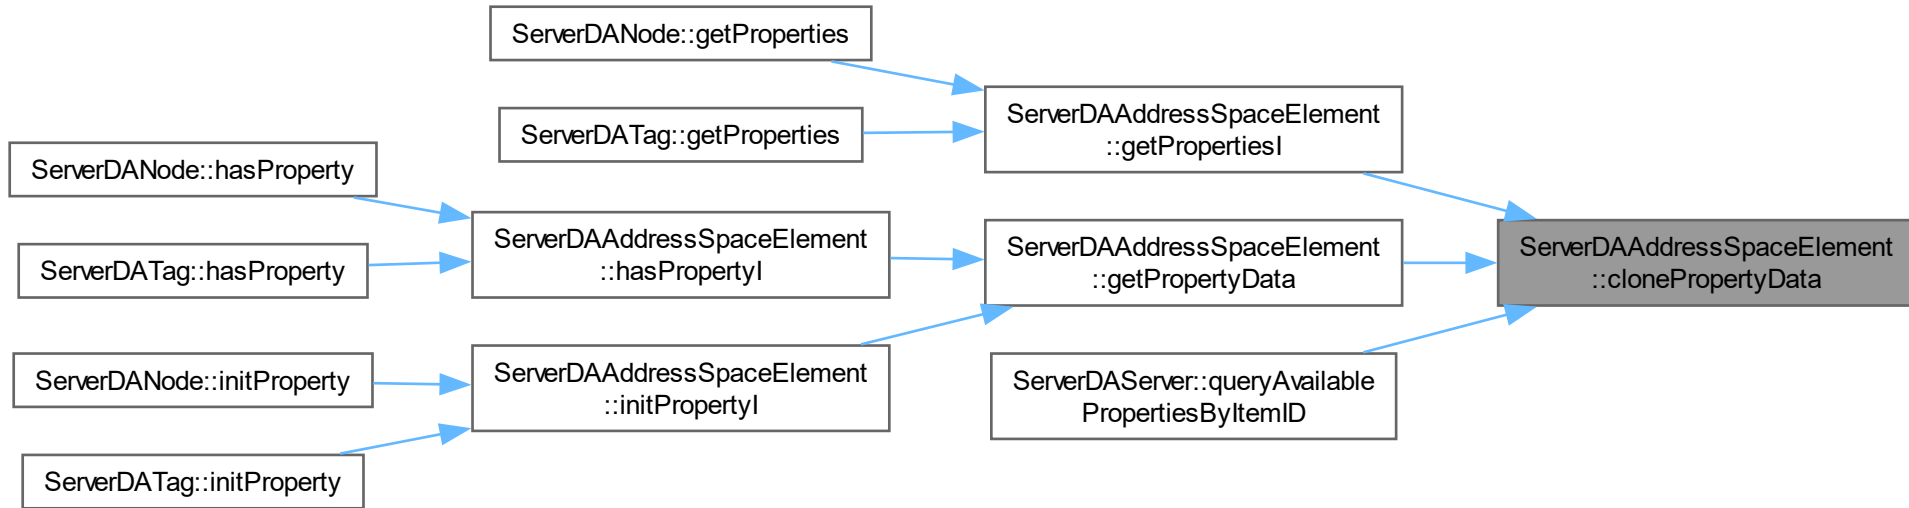 ServerDANode::getProperties
ServerDATag::getProperties
ServerDANode::hasProperty
ServerDATag::hasProperty
ServerDANode::initProperty
ServerDATag::initProperty
ServerDAAddressSpaceElement
::hasPropertyI
ServerDAAddressSpaceElement
::initPropertyI
ServerDAAddressSpaceElement
::getPropertiesI
ServerDAAddressSpaceElement
::getPropertyData
ServerDAServer::queryAvailable
PropertiesByItemID
ServerDAAddressSpaceElement
::clonePropertyData